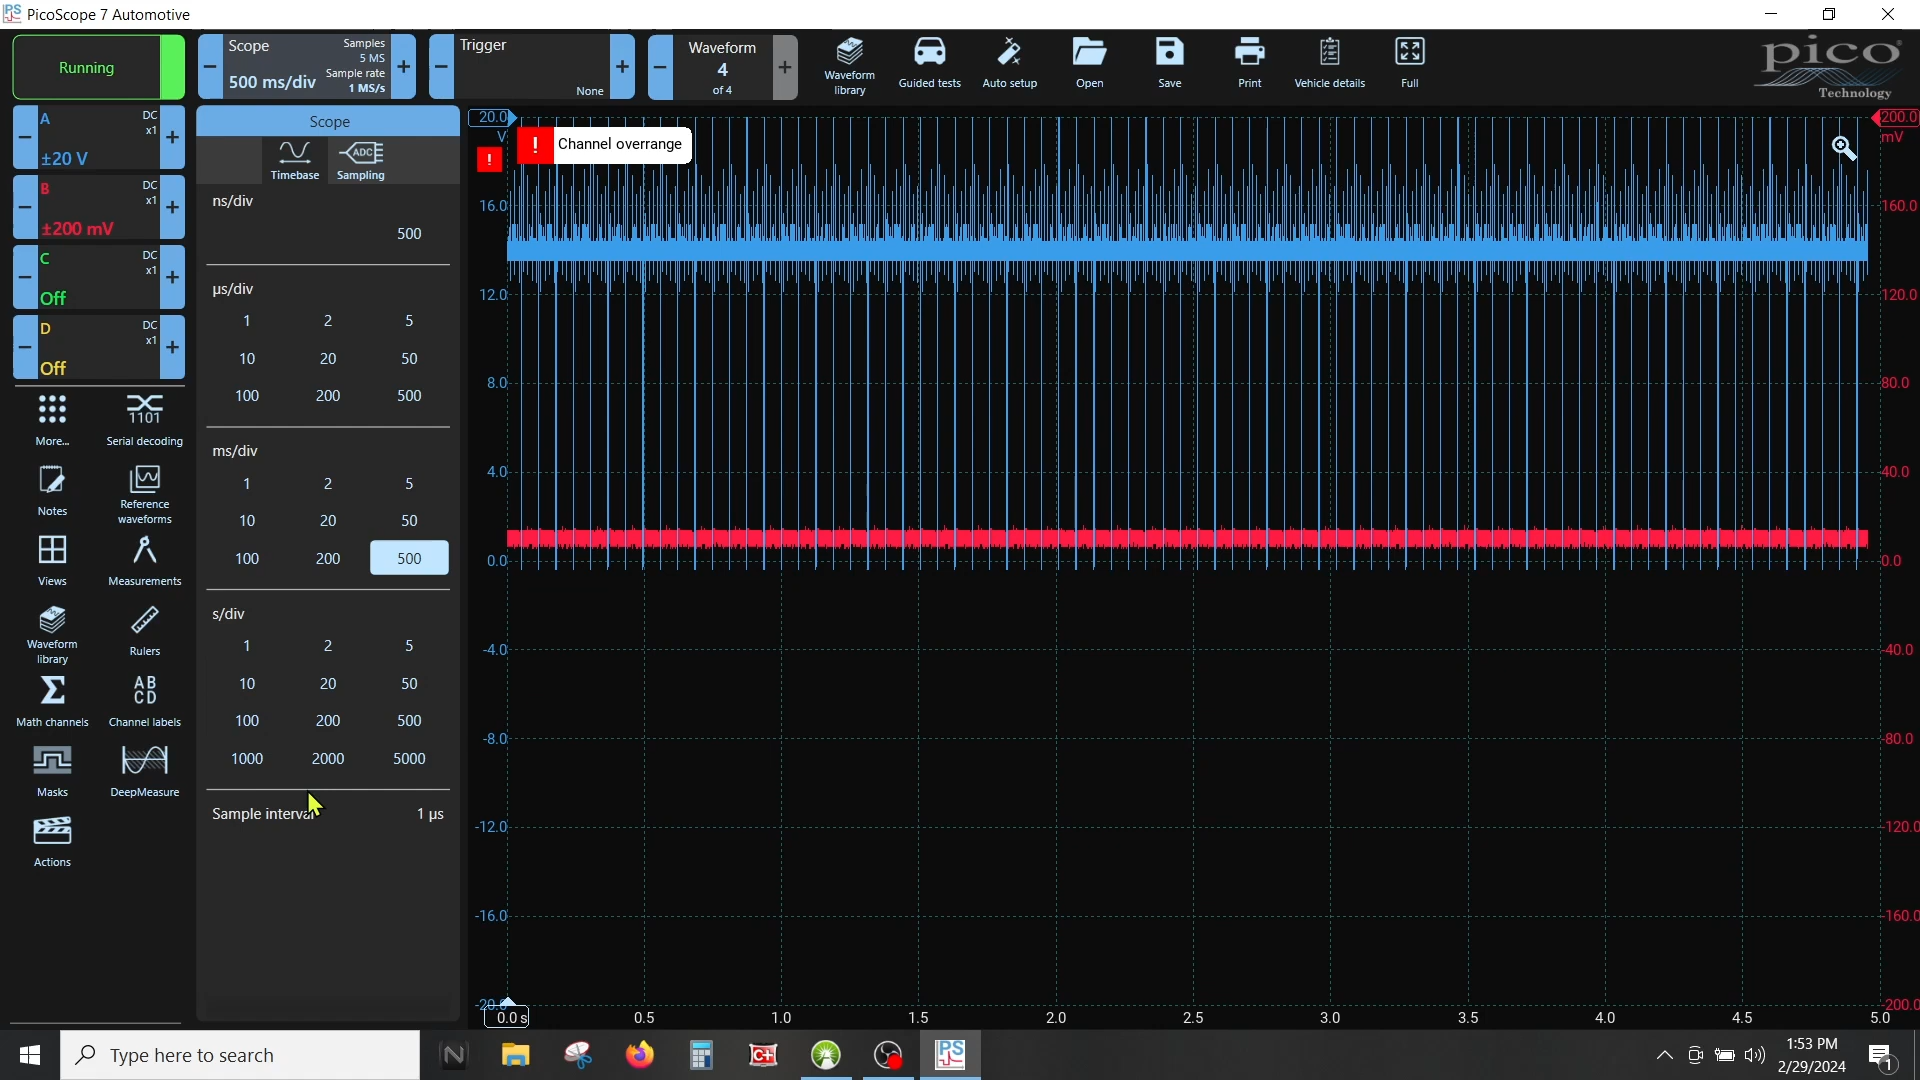 PS PicoScope 7 Automotive
Running
Scope
500 ms/div
Samples
5 MS
Sample rate
1 MS/s
Trigger
None
Waveform
4
of 4
Waveform
library
Guided tests
Auto setup
Open
Save
Print
Vehicle details
Full
pico
Technology
A
DC
x1
±20 V
B
DC
x1
±200 mV
C
DC
x1
Off
D
DC
x1
Off
More...
Serial decoding
1101
Notes
Reference
waveforms
Views
Measurements
Waveform
library
Rulers
Math channels
A B
C D
Channel labels
Masks
DeepMeasure
Actions
Scope
Timebase
ADC
Sampling
ns/div
500
µs/div
1 2 5
10 20 50
100 200 500
ms/div
1 2 5
10 20 50
100 200 500
s/div
1 2 5
10 20 50
100 200 500
1000 2000 5000
Sample interval 1 µs
! Channel overrange
!
20.0
V
16.0
12.0
8.0
4.0
0.0
-4.0
-8.0
-12.0
-16.0
-20.0
200.0
mV
160.0
120.0
80.0
40.0
0.0
-40.0
-80.0
-120.0
-160.0
-200.0
0.0 s 0.5 1.0 1.5 2.0 2.5 3.0 3.5 4.0 4.5 5.0
Type here to search
N
C+
PS
1:53 PM
2/29/2024
1